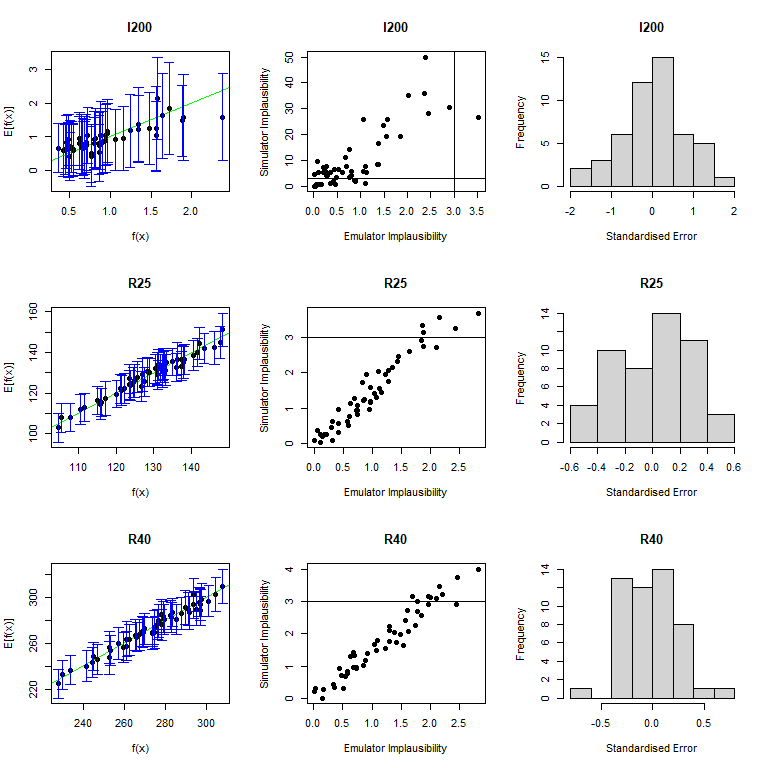 I200 I200 I200
E[f(x)] 0 1 2 3
0.5 1.0 1.5 2.0
f(x)
Simulator Implausibility 0 10 20 30 40 50
0.0 0.5 1.0 1.5 2.0 2.5 3.0 3.5
Emulator Implausibility
Frequency 0 5 10 15
-2 -1 0 1 2
Standardised Error
R25 R25 R25
E[f(x)] 100 120 140 160
110 120 130 140
f(x)
Simulator Implausibility 0 1 2 3
0.0 0.5 1.0 1.5 2.0 2.5
Emulator Implausibility
Frequency 0 2 4 6 8 10 14
-0.6 -0.4 -0.2 0.0 0.2 0.4 0.6
Standardised Error
R40 R40 R40
E[f(x)] 220 260 300
240 260 280 300
f(x)
Simulator Implausibility 0 1 2 3 4
0.0 0.5 1.0 1.5 2.0 2.5
Emulator Implausibility
Frequency 0 2 4 6 8 10 14
-0.5 0.0 0.5
Standardised Error